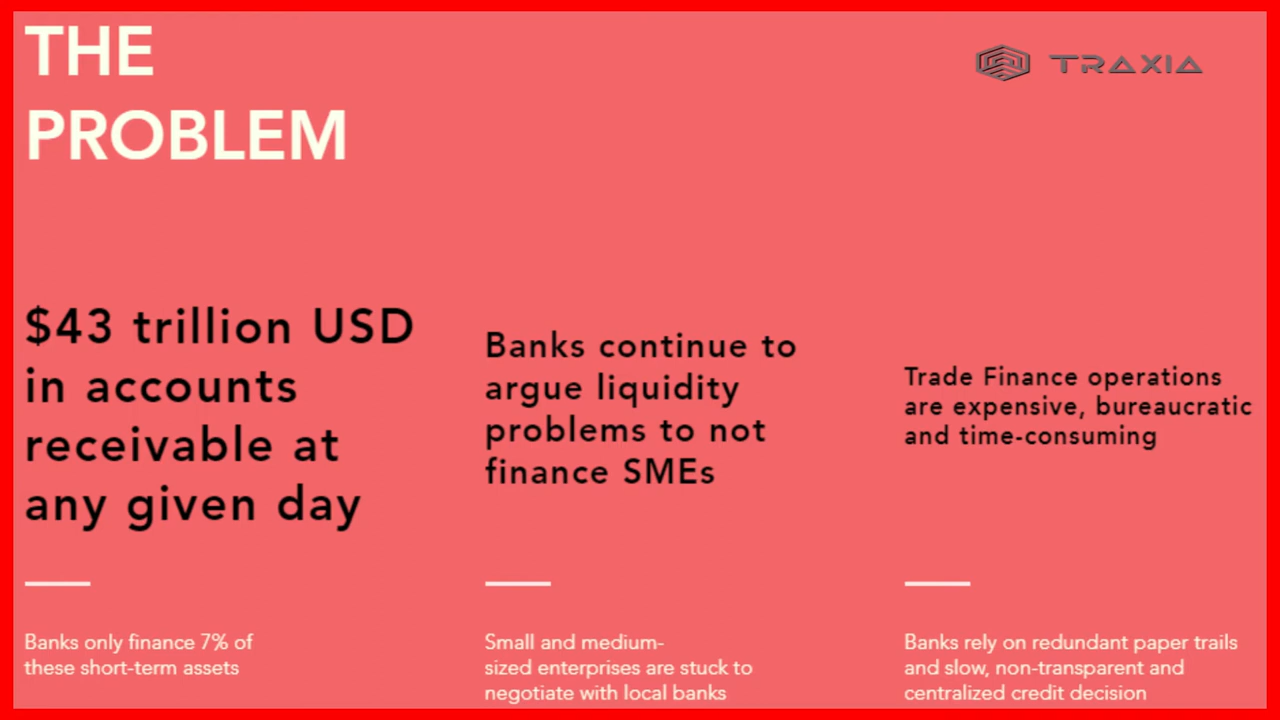 THE
PROBLEM
TRAXIA
$43 trillion USD
in accounts
receivable at
any given day
Banks only finance 7% of
these short-term assets
Banks continue to
argue liquidity
problems to not
finance SMEs
Small and medium-
sized enterprises are stuck to
negotiate with local banks
Trade Finance operations
are expensive, bureaucratic
and time-consuming
Banks rely on redundant paper trails
and slow, non-transparent and
centralized credit decision